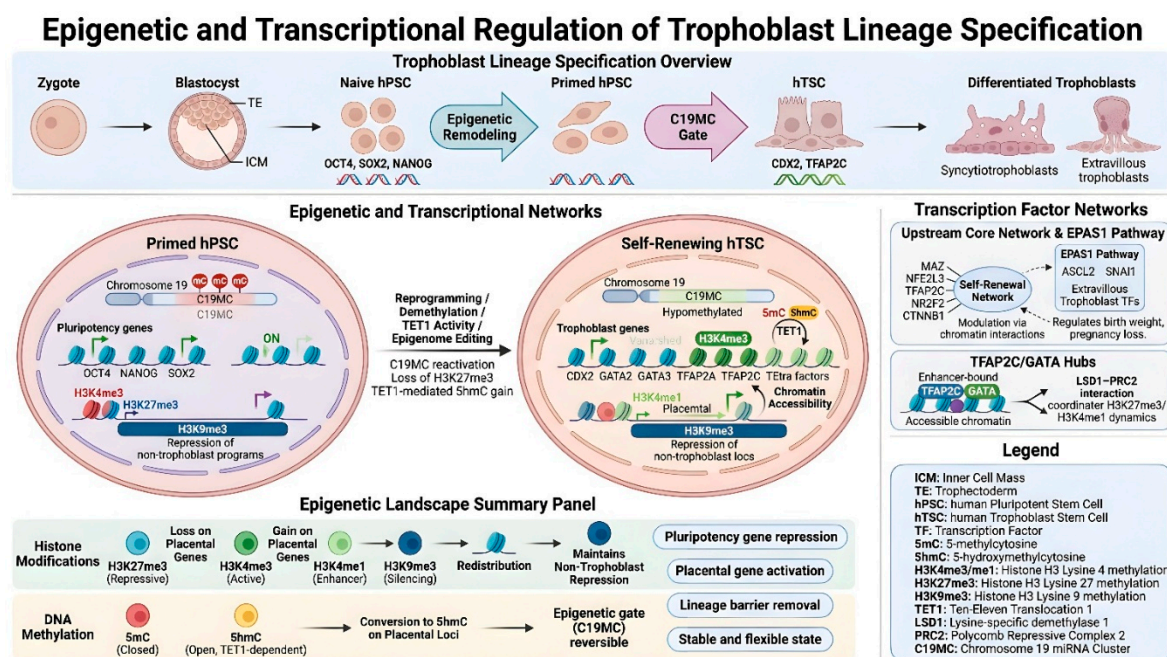 Epigenetic and Transcriptional Regulation of Trophoblast Lineage Specification
Trophoblast Lineage Specification Overview
Zygote
Blastocyst
TE
ICM
Naive hPSC
OCT4, SOX2, NANOG
Epigenetic
Remodeling
Primed hPSC
C19MC
Gate
hTSC
CDX2, TFAP2C
Differentiated Trophoblasts
Syncytiotrophoblasts
Extravillous
trophoblasts
Epigenetic and Transcriptional Networks
Primed hPSC
mC mC mC
Chromosome 19
C19MC
C19MC
Pluripotency genes
ON
OCT4 NANOG SOX2
H3K4me3
H3K27me3
H3K9me3
Repression of
non-trophoblast programs
Reprogramming /
Demethylation /
TET1 Activity /
Epigenome Editing
C19MC reactivation
Loss of H3K27me3
TET1-mediated 5hmC gain
Self-Renewing hTSC
Chromosome 19
C19MC
Hypomethylated
5mC 5hmC
TET1
Trophoblast genes
H3K4me3
CDX2 GATA2 GATA3 TFAP2A TFAP2C TEtra factors
H3K4me1
Placental
Chromatin
Accessibility
H3K9me3
Repression of
non-trophoblast locs
Transcription Factor Networks
Upstream Core Network & EPAS1 Pathway
MAZ
NFE2L3
TFAP2C
NR2F2
CTNNB1
Self-Renewal
Network
Modulation via
chromatin interactions
EPAS1 Pathway
ASCL2 SNAI1
Extravillous
Trophoblast TFs
Regulates birth weight,
pregnancy loss.
TFAP2C/GATA Hubs
Enhancer-bound
TFAP2C GATA
Accessible chromatin
LSD1–PRC2
interaction
coordinater H3K27me3/
H3K4me1 dynamics
Legend
ICM: Inner Cell Mass
TE: Trophectoderm
hPSC: human Pluripotent Stem Cell
hTSC: human Trophoblast Stem Cell
TF: Transcription Factor
5mC: 5-methylcytosine
5hmC: 5-hydroxymethylcytosine
H3K4me3/me1: Histone H3 Lysine 4 methylation
H3K27me3: Histone H3 Lysine 27 methylation
H3K9me3: Histone H3 Lysine 9 methylation
TET1: Ten-Eleven Translocation 1
LSD1: Lysine-specific demethylase 1
PRC2: Polycomb Repressive Complex 2
C19MC: Chromosome 19 miRNA Cluster
Epigenetic Landscape Summary Panel
Histone
Modifications
H3K27me3
(Repressive)
Loss on
Placental
Genes
H3K4me3
(Active)
Gain on
Placental
Genes
H3K4me1
(Enhancer)
H3K9me3
(Silencing)
Redistribution
Maintains
Non-Trophoblast
Repression
Pluripotency gene repression
Placental gene activation
DNA
Methylation
5mC
(Closed)
5hmC
(Open, TET1-dependent)
Conversion to 5hmC
on Placental Loci
Epigenetic gate
(C19MC)
reversible
Lineage barrier removal
Stable and flexible state